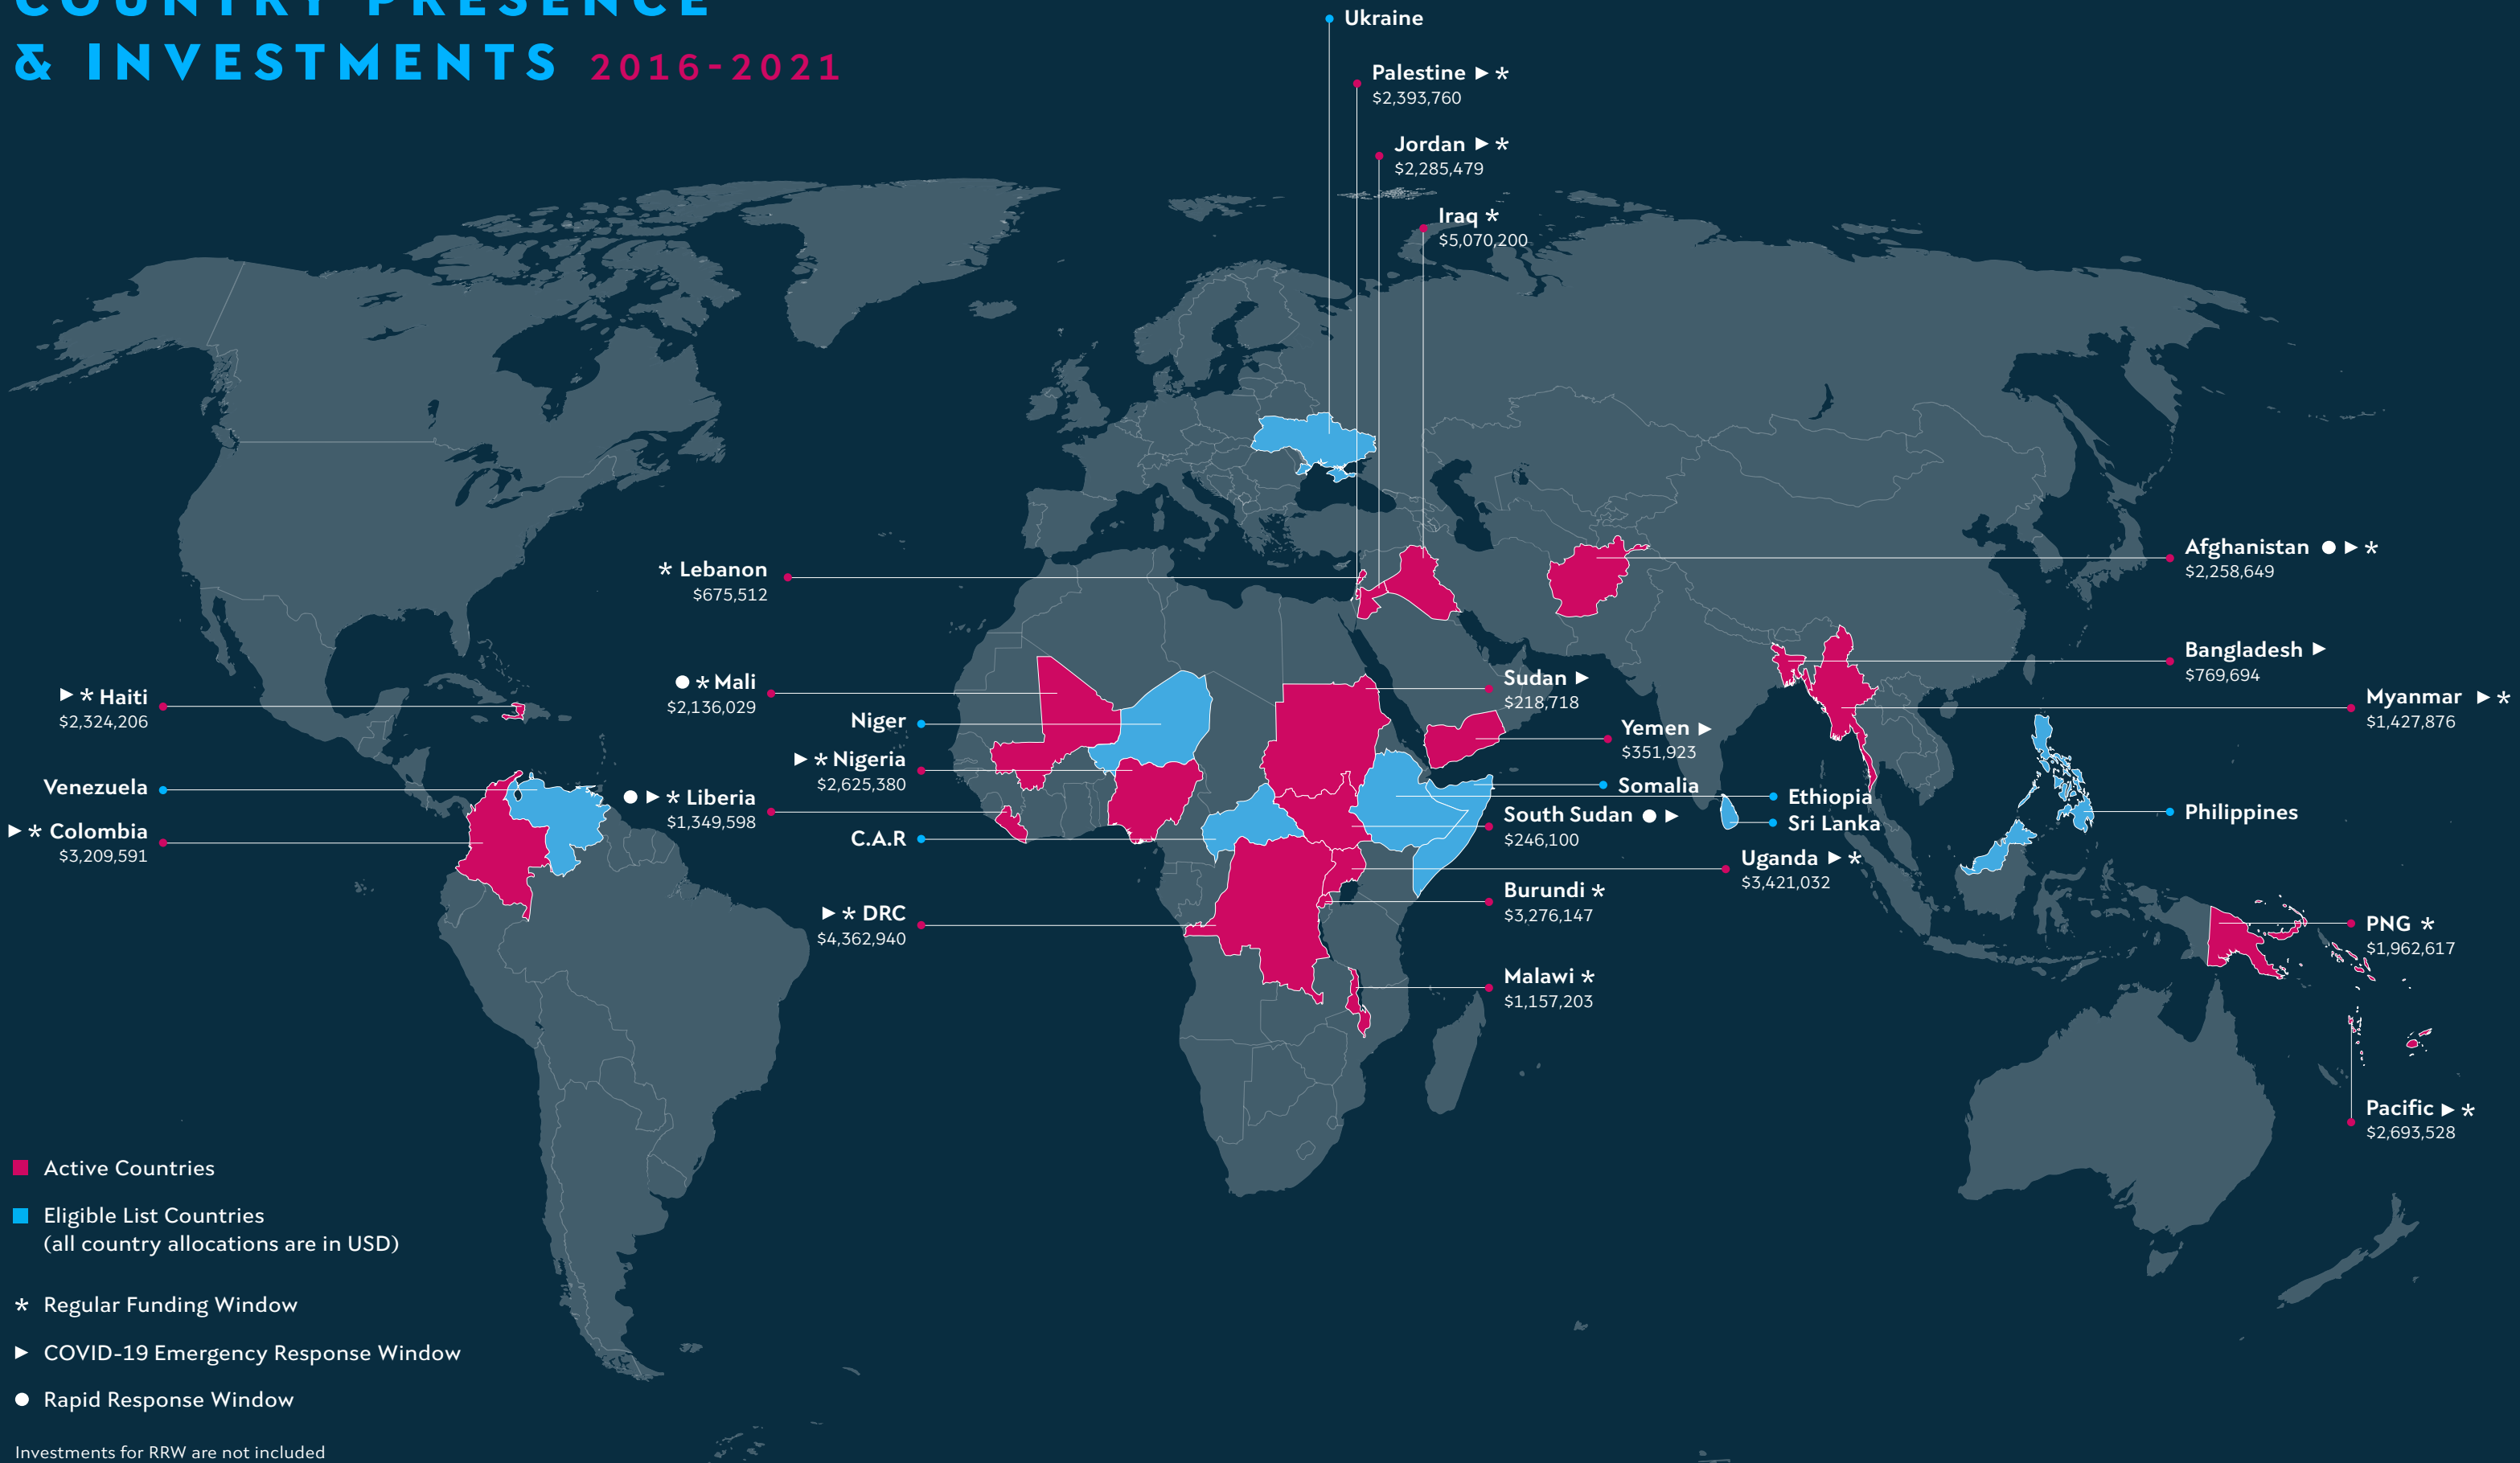 COUNTRY PRESENCE
& INVESTMENTS 2016-2021
Ukraine
Palestine ► *
$2,393,760
Jordan ► *
$2,285,479
Iraq *
$5,070,200
* Lebanon
$675,512
● * Mali
$2,136,029
Niger
► * Nigeria
$2,625,380
● ► * Liberia
$1,349,598
C.A.R
► * DRC
$4,362,940
► * Haiti
$2,324,206
Venezuela
► * Colombia
$3,209,591
Sudan ►
$218,718
Yemen ►
$351,923
Somalia
Ethiopia
South Sudan ● ►
$246,100
Sri Lanka
Uganda ► *
$3,421,032
Burundi *
$3,276,147
Malawi *
$1,157,203
Afghanistan ● ► *
$2,258,649
Bangladesh ►
$769,694
Myanmar ► *
$1,427,876
Philippines
PNG *
$1,962,617
Pacific ► *
$2,693,528
Active Countries
Eligible List Countries
(all country allocations are in USD)
* Regular Funding Window
► COVID-19 Emergency Response Window
● Rapid Response Window
Investments for RRW are not included